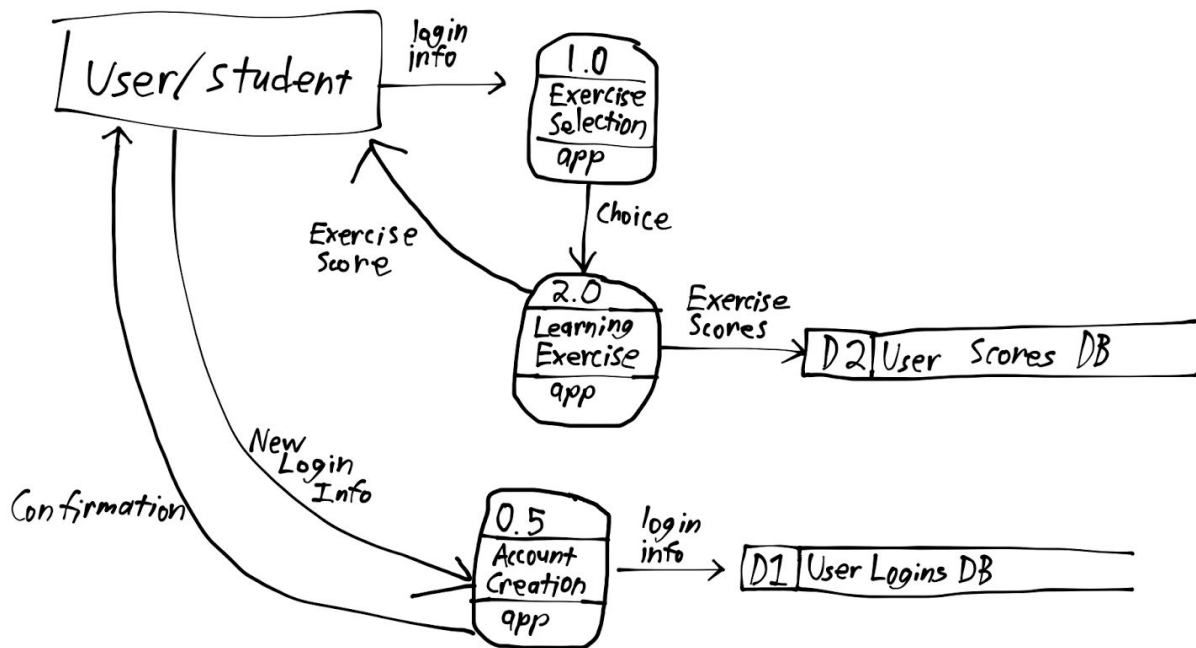 User/student
login
info
1.0
Exercise
Selection
app
Choice
Exercise
Score
2.0
Learning
Exercise
app
Exercise
Scores
D2 User Scores DB
New
Login
Info
Confirmation
0.5
Account
Creation
app
login
info
D1 User Logins DB